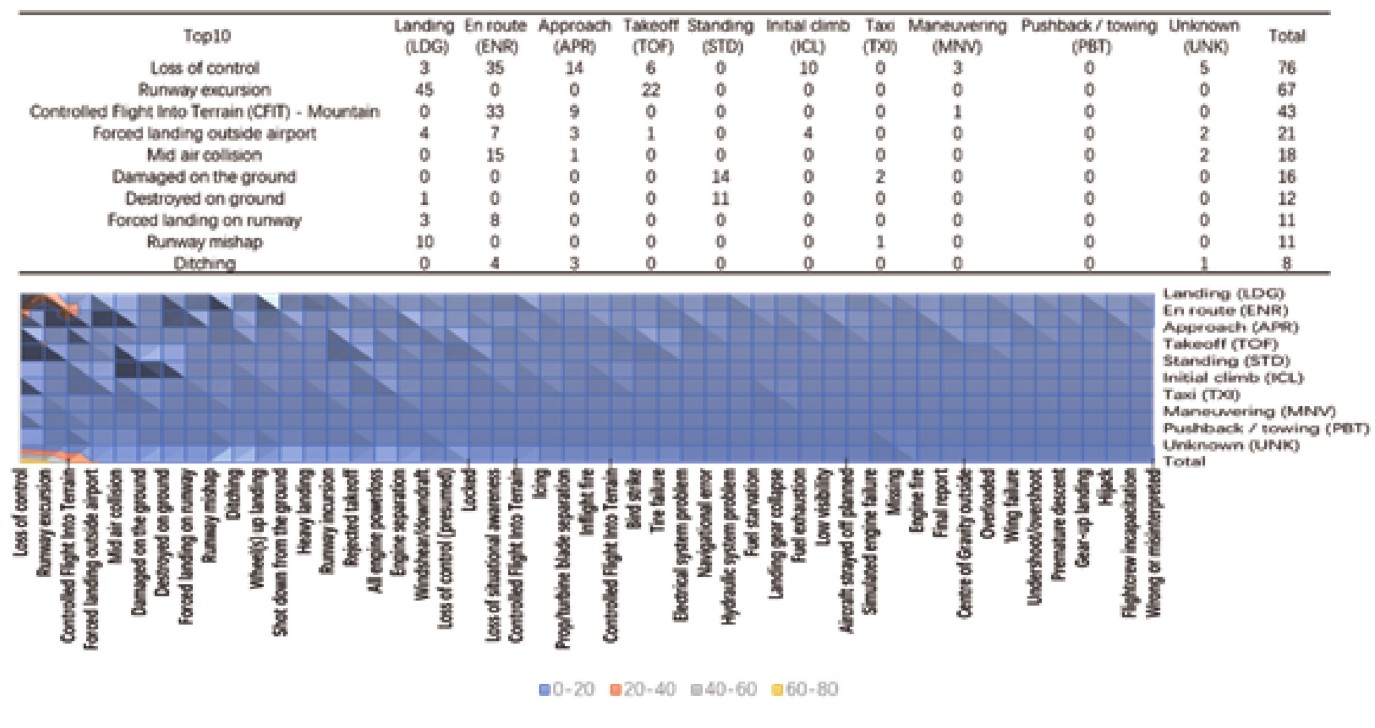 Top10 Landing (LDG) En route (ENR) Approach (APR) Takeoff (TOF) Standing (STD) Initial climb (ICL) Taxi (TXI) Maneuvering (MNV) Pushback / towing (PBT) Unknown (UNK) Total
Loss of control 3 35 14 6 0 10 0 3 0 5 76
Runway excursion 45 0 0 22 0 0 0 0 0 0 67
Controlled Flight Into Terrain (CFIT) - Mountain 0 33 9 0 0 0 0 1 0 0 43
Forced landing outside airport 4 7 3 1 0 4 0 0 0 2 21
Mid air collision 0 15 1 0 0 0 0 0 0 2 18
Damaged on the ground 0 0 0 0 14 0 2 0 0 0 16
Destroyed on ground 1 0 0 0 11 0 0 0 0 0 12
Forced landing on runway 3 8 0 0 0 0 0 0 0 0 11
Runway mishap 10 0 0 0 0 0 1 0 0 0 11
Ditching 0 4 3 0 0 0 0 0 0 1 8
Landing (LDG)
En route (ENR)
Approach (APR)
Takeoff (TOF)
Standing (STD)
Initial climb (ICL)
Taxi (TXI)
Maneuvering (MNV)
Pushback / towing (PBT)
Unknown (UNK)
Total
Loss of control
Runway excursion
Controlled Flight Into Terrain
Forced landing outside airport
Mid air collision
Damaged on the ground
Destroyed on ground
Forced landing on runway
Runway mishap
Ditching
Wheel(s) up landing
Shot down from the ground
Heavy landing
Runway incursion
Rejected takeoff
All engine powerloss
Engine separation
Windshear/downdraft
Loss of control (presumed)
Locked
Loss of situational awareness
Controlled Flight Into Terrain
Icing
Prop/turbine blade separation
Inflight fire
Controlled Flight Into Terrain
Bird strike
Tire failure
Electrical system problem
Navigational error
Hydraulic system problem
Fuel starvation
Landing gear collapse
Fuel exhaustion
Low visibility
Aircraft strayed off planned
Simulated engine failure
Missing
Engine fire
Final report
Centre of Gravity outside
Overloaded
Wing failure
Undershoot/overshoot
Premature descent
Gear-up landing
Hijack
Flightcrew incapacitation
Wrong or misinterpreted
0-20 20-40 40-60 60-80